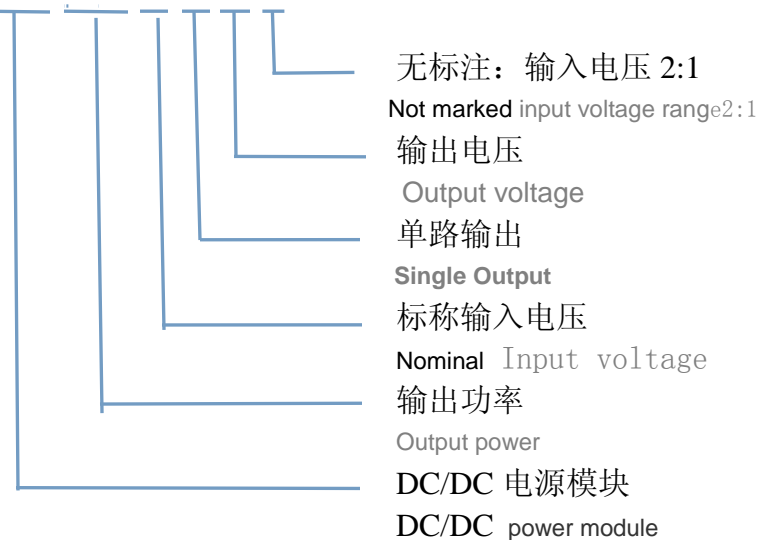 无标注：输入电压 2:1
Not marked input voltage range2:1
输出电压
Output voltage
单路输出
Single Output
标称输入电压
Nominal Input voltage
输出功率
Output power
DC/DC 电源模块
DC/DC power module